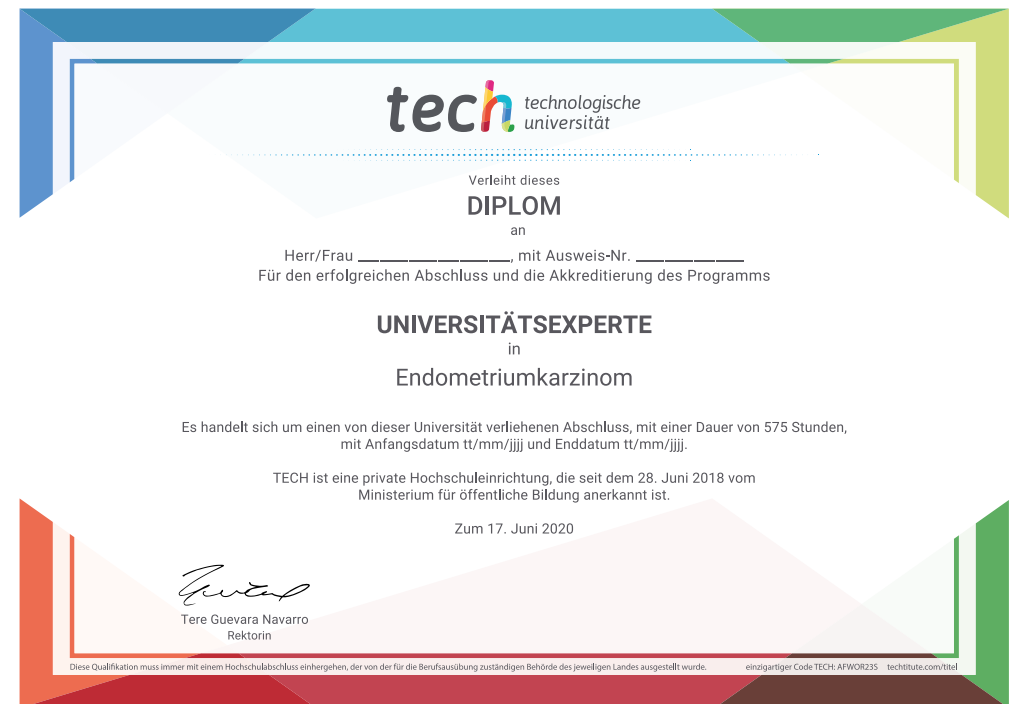 tech technologische
universität
Verleiht dieses
DIPLOM
an
Herr/Frau ____________, mit Ausweis-Nr. ________
Für den erfolgreichen Abschluss und die Akkreditierung des Programms
UNIVERSITÄTSEXPERTE
in
Endometriumkarzinom
Es handelt sich um einen von dieser Universität verliehenen Abschluss, mit einer Dauer von 575 Stunden,
mit Anfangsdatum tt/mm/jjjj und Enddatum tt/mm/jjjj.
TECH ist eine private Hochschuleinrichtung, die seit dem 28. Juni 2018 vom
Ministerium für öffentliche Bildung anerkannt ist.
Zum 17. Juni 2020
Tere Guevara Navarro
Rektorin
Diese Qualifikation muss immer mit einem Hochschulabschluss einhergehen, der von der für die Berufsausübung zuständigen Behörde des jeweiligen Landes ausgestellt wurde. einzigartiger Code TECH: AFWOR23S techtitute.com/titel